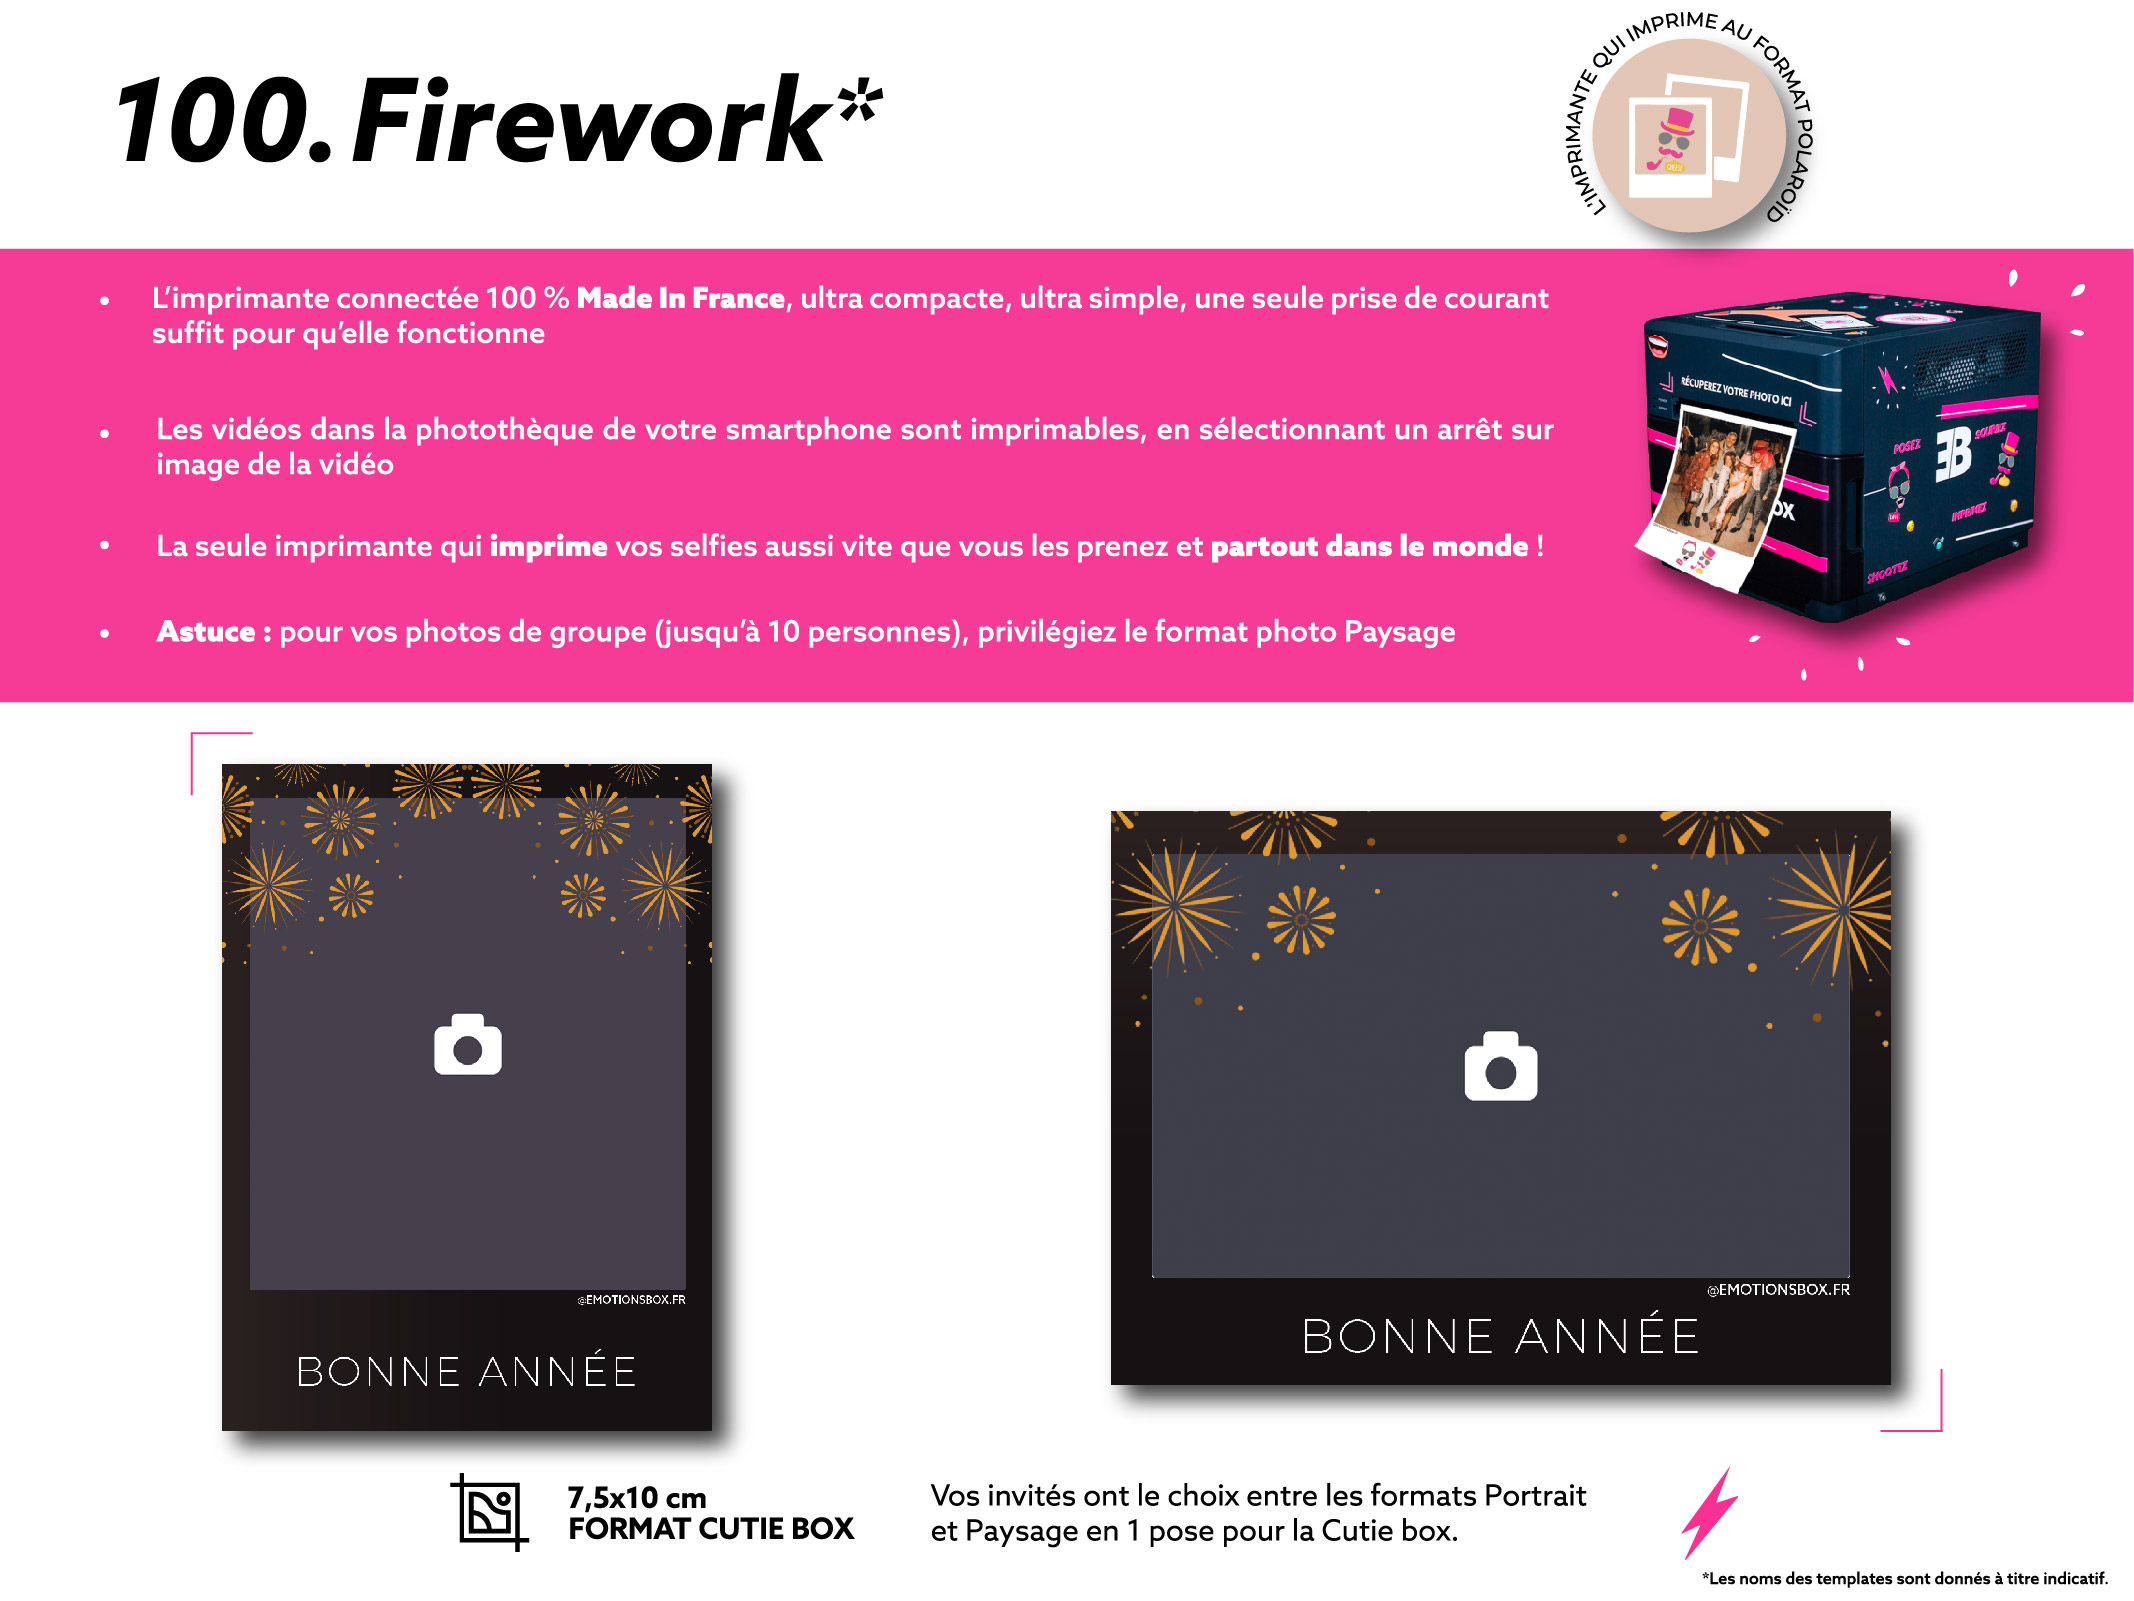 100. Firework*
L'IMPRIMANTE QUI IMPRIME AU FORMAT POLAROÏD
• L'imprimante connectée 100 % Made In France, ultra compacte, ultra simple, une seule prise de courant
suffit pour qu'elle fonctionne
• Les vidéos dans la photothèque de votre smartphone sont imprimables, en sélectionnant un arrêt sur
image de la vidéo
• La seule imprimante qui imprime vos selfies aussi vite que vous les prenez et partout dans le monde !
• Astuce : pour vos photos de groupe (jusqu'à 10 personnes), privilégiez le format photo Paysage
RÉCUPEREZ VOTRE PHOTO ICI
POSEZ
SOURIEZ
IMPRIMEZ
SHOOTEZ
OX
@EMOTIONSBOX.FR
BONNE ANNÉE
@EMOTIONSBOX.FR
BONNE ANNÉE
7,5x10 cm
FORMAT CUTIE BOX
Vos invités ont le choix entre les formats Portrait
et Paysage en 1 pose pour la Cutie box.
*Les noms des templates sont donnés à titre indicatif.